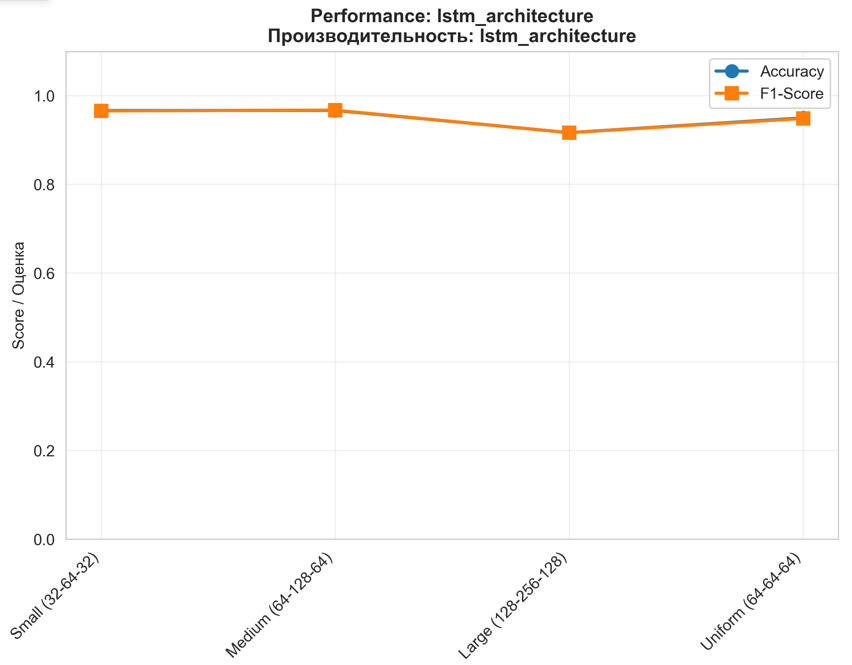 Performance: lstm_architecture
Производительность: lstm_architecture
Accuracy
F1-Score
Score / Оценка
1.0
0.8
0.6
0.4
0.2
0.0
Small (32-64-32)
Medium (64-128-64)
Large (128-256-128)
Uniform (64-64-64)